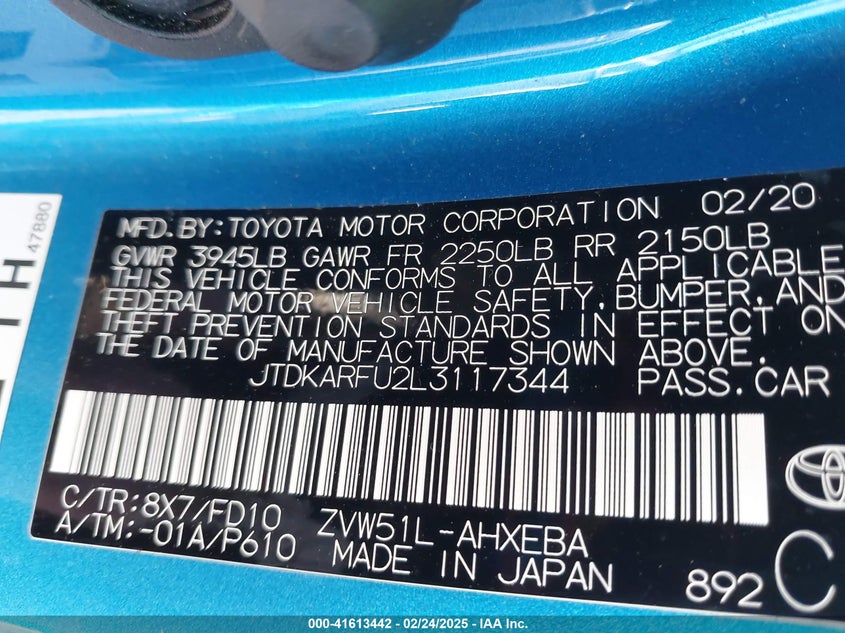 47880
TH
MFD.BY:TOYOTA MOTOR CORPORATION 02/20
GVWR 3945LB GAWR FR 2250LB RR 2150LB
THIS VEHICLE CONFORMS TO ALL APPLICABLE
FEDERAL MOTOR VEHICLE SAFETY,BUMPER,AND
THEFT PREVENTION STANDARDS IN EFFECT ON
THE DATE OF MANUFACTURE SHOWN ABOVE.
JTDKARFU2L3117344 PASS.CAR
C/TR:8X7/FD10 ZVW51L-AHXEBA
A/TM:-01A/P610 MADE IN JAPAN 892 C
000-41613442 - 02/24/2025 - IAA Inc.